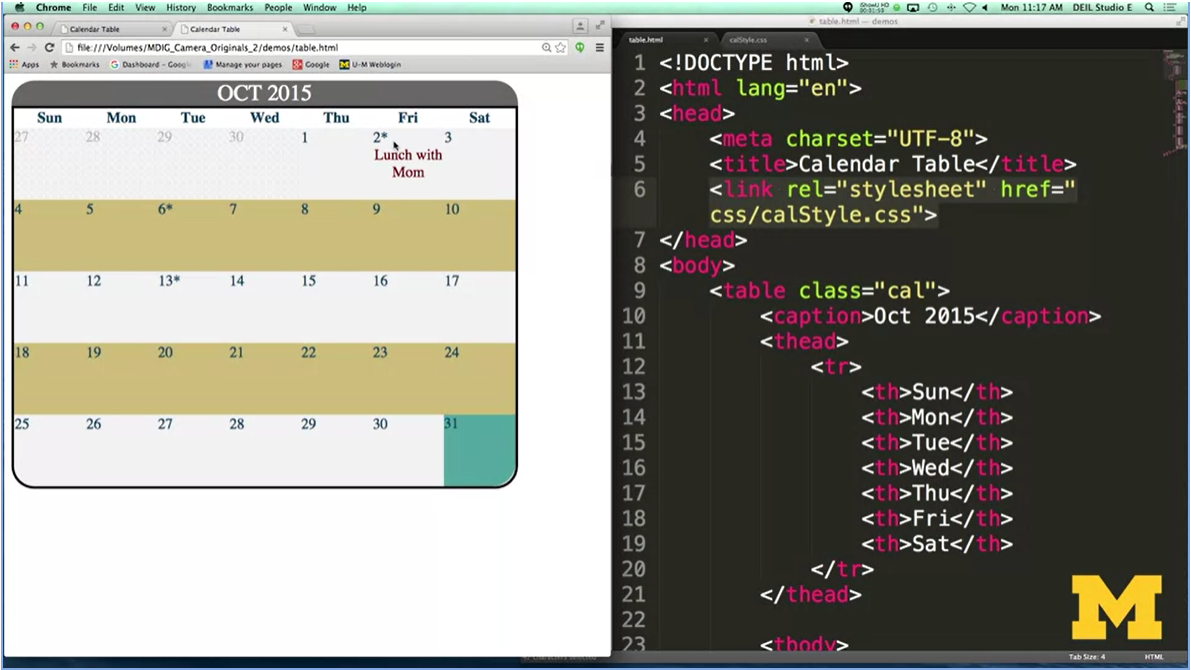 Chrome File Edit View History Bookmarks People Window Help
Mon 11:17 AM DEIL Studio E
Calendar Table
Calendar Table
file:///Volumes/MDIG_Camera_Originals_2/demos/table.html
Apps Bookmarks Dashboard - Googl Manage your pages Google U-M Weblogin
OCT 2015
Sun Mon Tue Wed Thu Fri Sat
27 28 29 30 1 2* 3
Lunch with
Mom
4 5 6* 7 8 9 10
11 12 13* 14 15 16 17
18 19 20 21 22 23 24
25 26 27 28 29 30 31
table.html — demos
table.html calStyle.css
1 <!DOCTYPE html>
2 <html lang="en">
3 <head>
4 <meta charset="UTF-8">
5 <title>Calendar Table</title>
6 <link rel="stylesheet" href="
css/calStyle.css">
7 </head>
8 <body>
9 <table class="cal">
10 <caption>Oct 2015</caption>
11 <thead>
12 <tr>
13 <th>Sun</th>
14 <th>Mon</th>
15 <th>Tue</th>
16 <th>Wed</th>
17 <th>Thu</th>
18 <th>Fri</th>
19 <th>Sat</th>
20 </tr>
21 </thead>
22
23 <tbody>
M
Tab Size: 4 HTML